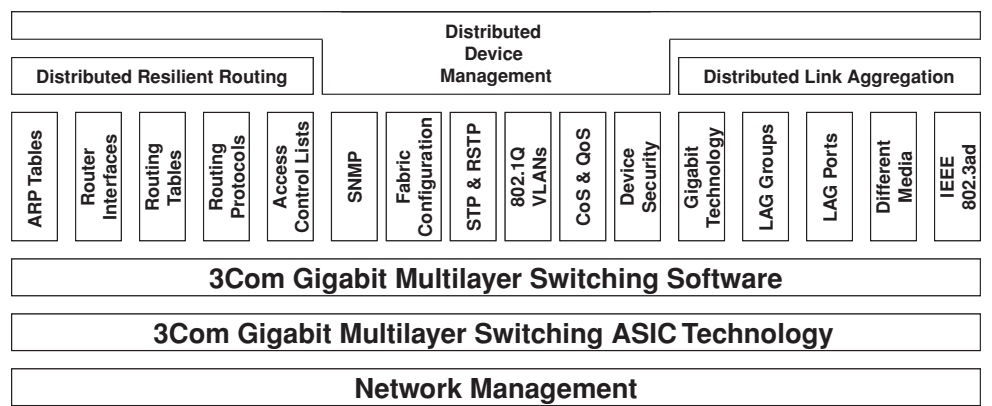 Distributed
Device
Management
Distributed Resilient Routing
Distributed Link Aggregation
ARP Tables
Router
Interfaces
Routing
Tables
Routing
Protocols
Access
Control Lists
SNMP
Fabric
Configuration
STP & RSTP
802.1Q
VLANs
CoS & QoS
Device
Security
Gigabit
Technology
LAG Groups
LAG Ports
Different
Media
IEEE
802.3ad
3Com Gigabit Multilayer Switching Software
3Com Gigabit Multilayer Switching ASIC Technology
Network Management